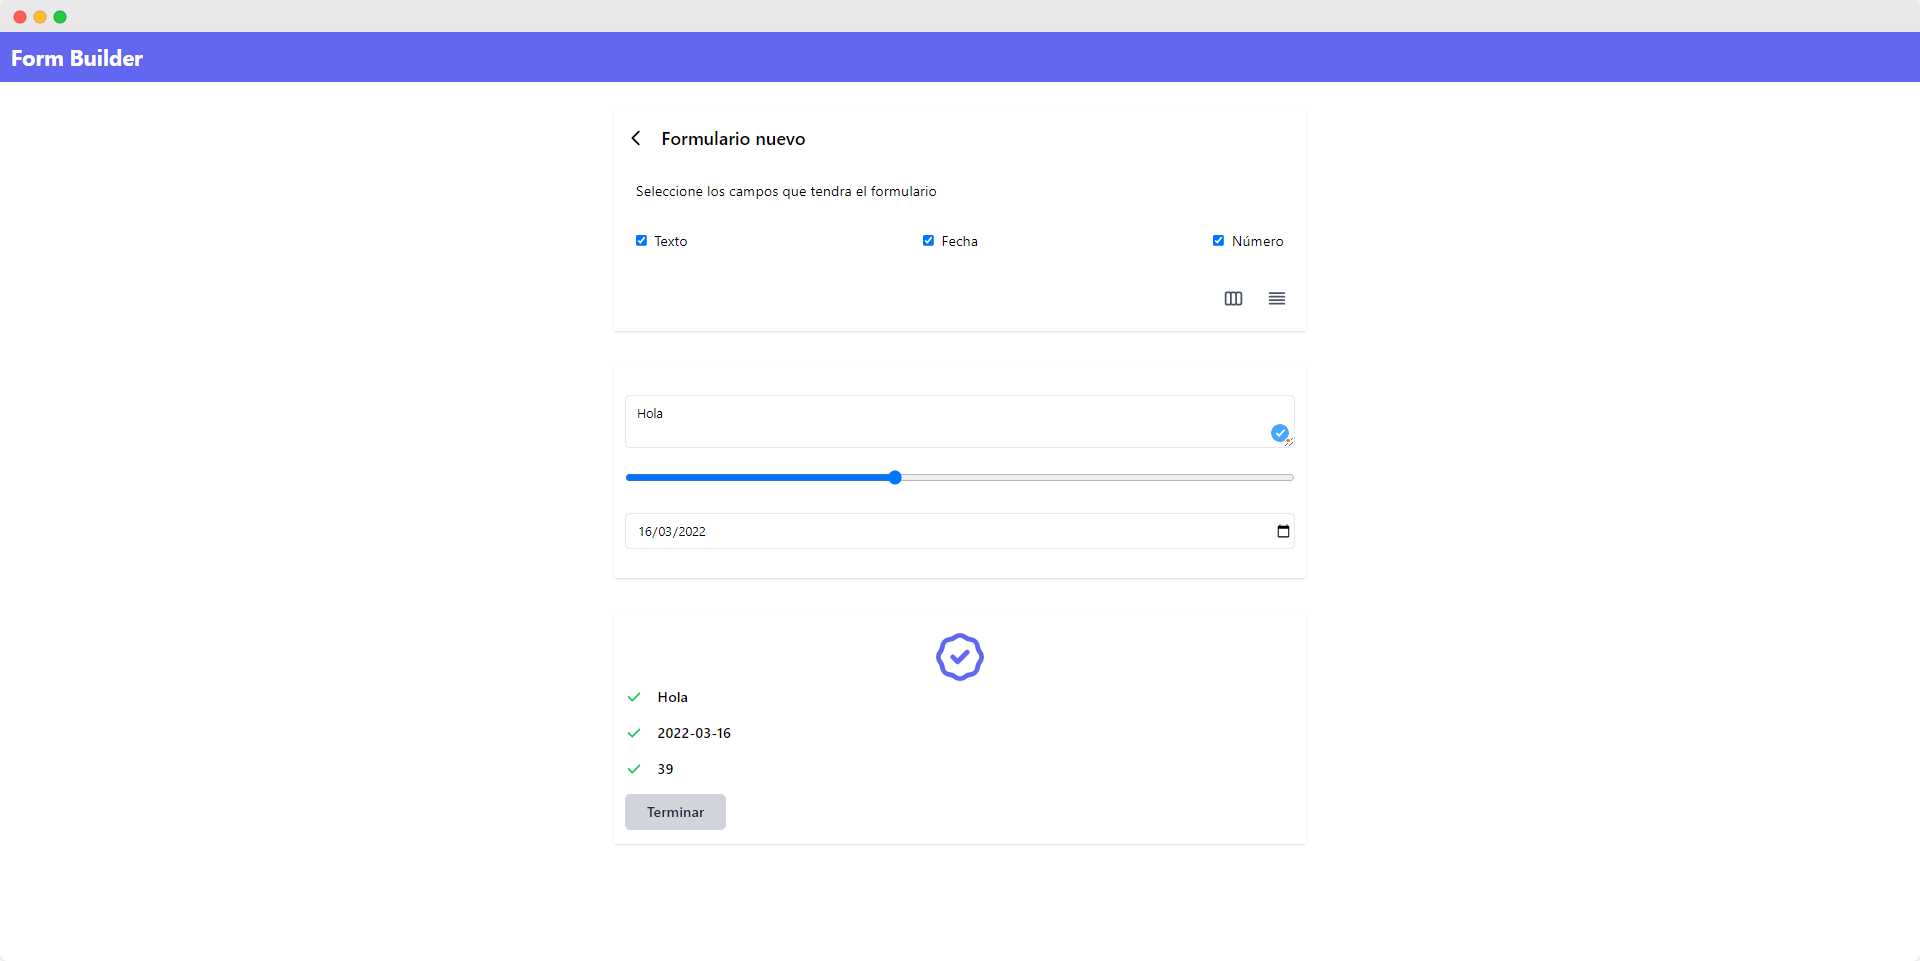 Form Builder
Formulario nuevo
Seleccione los campos que tendra el formulario
Texto Fecha Número
Hola
16/03/2022
Hola
2022-03-16
39
Terminar